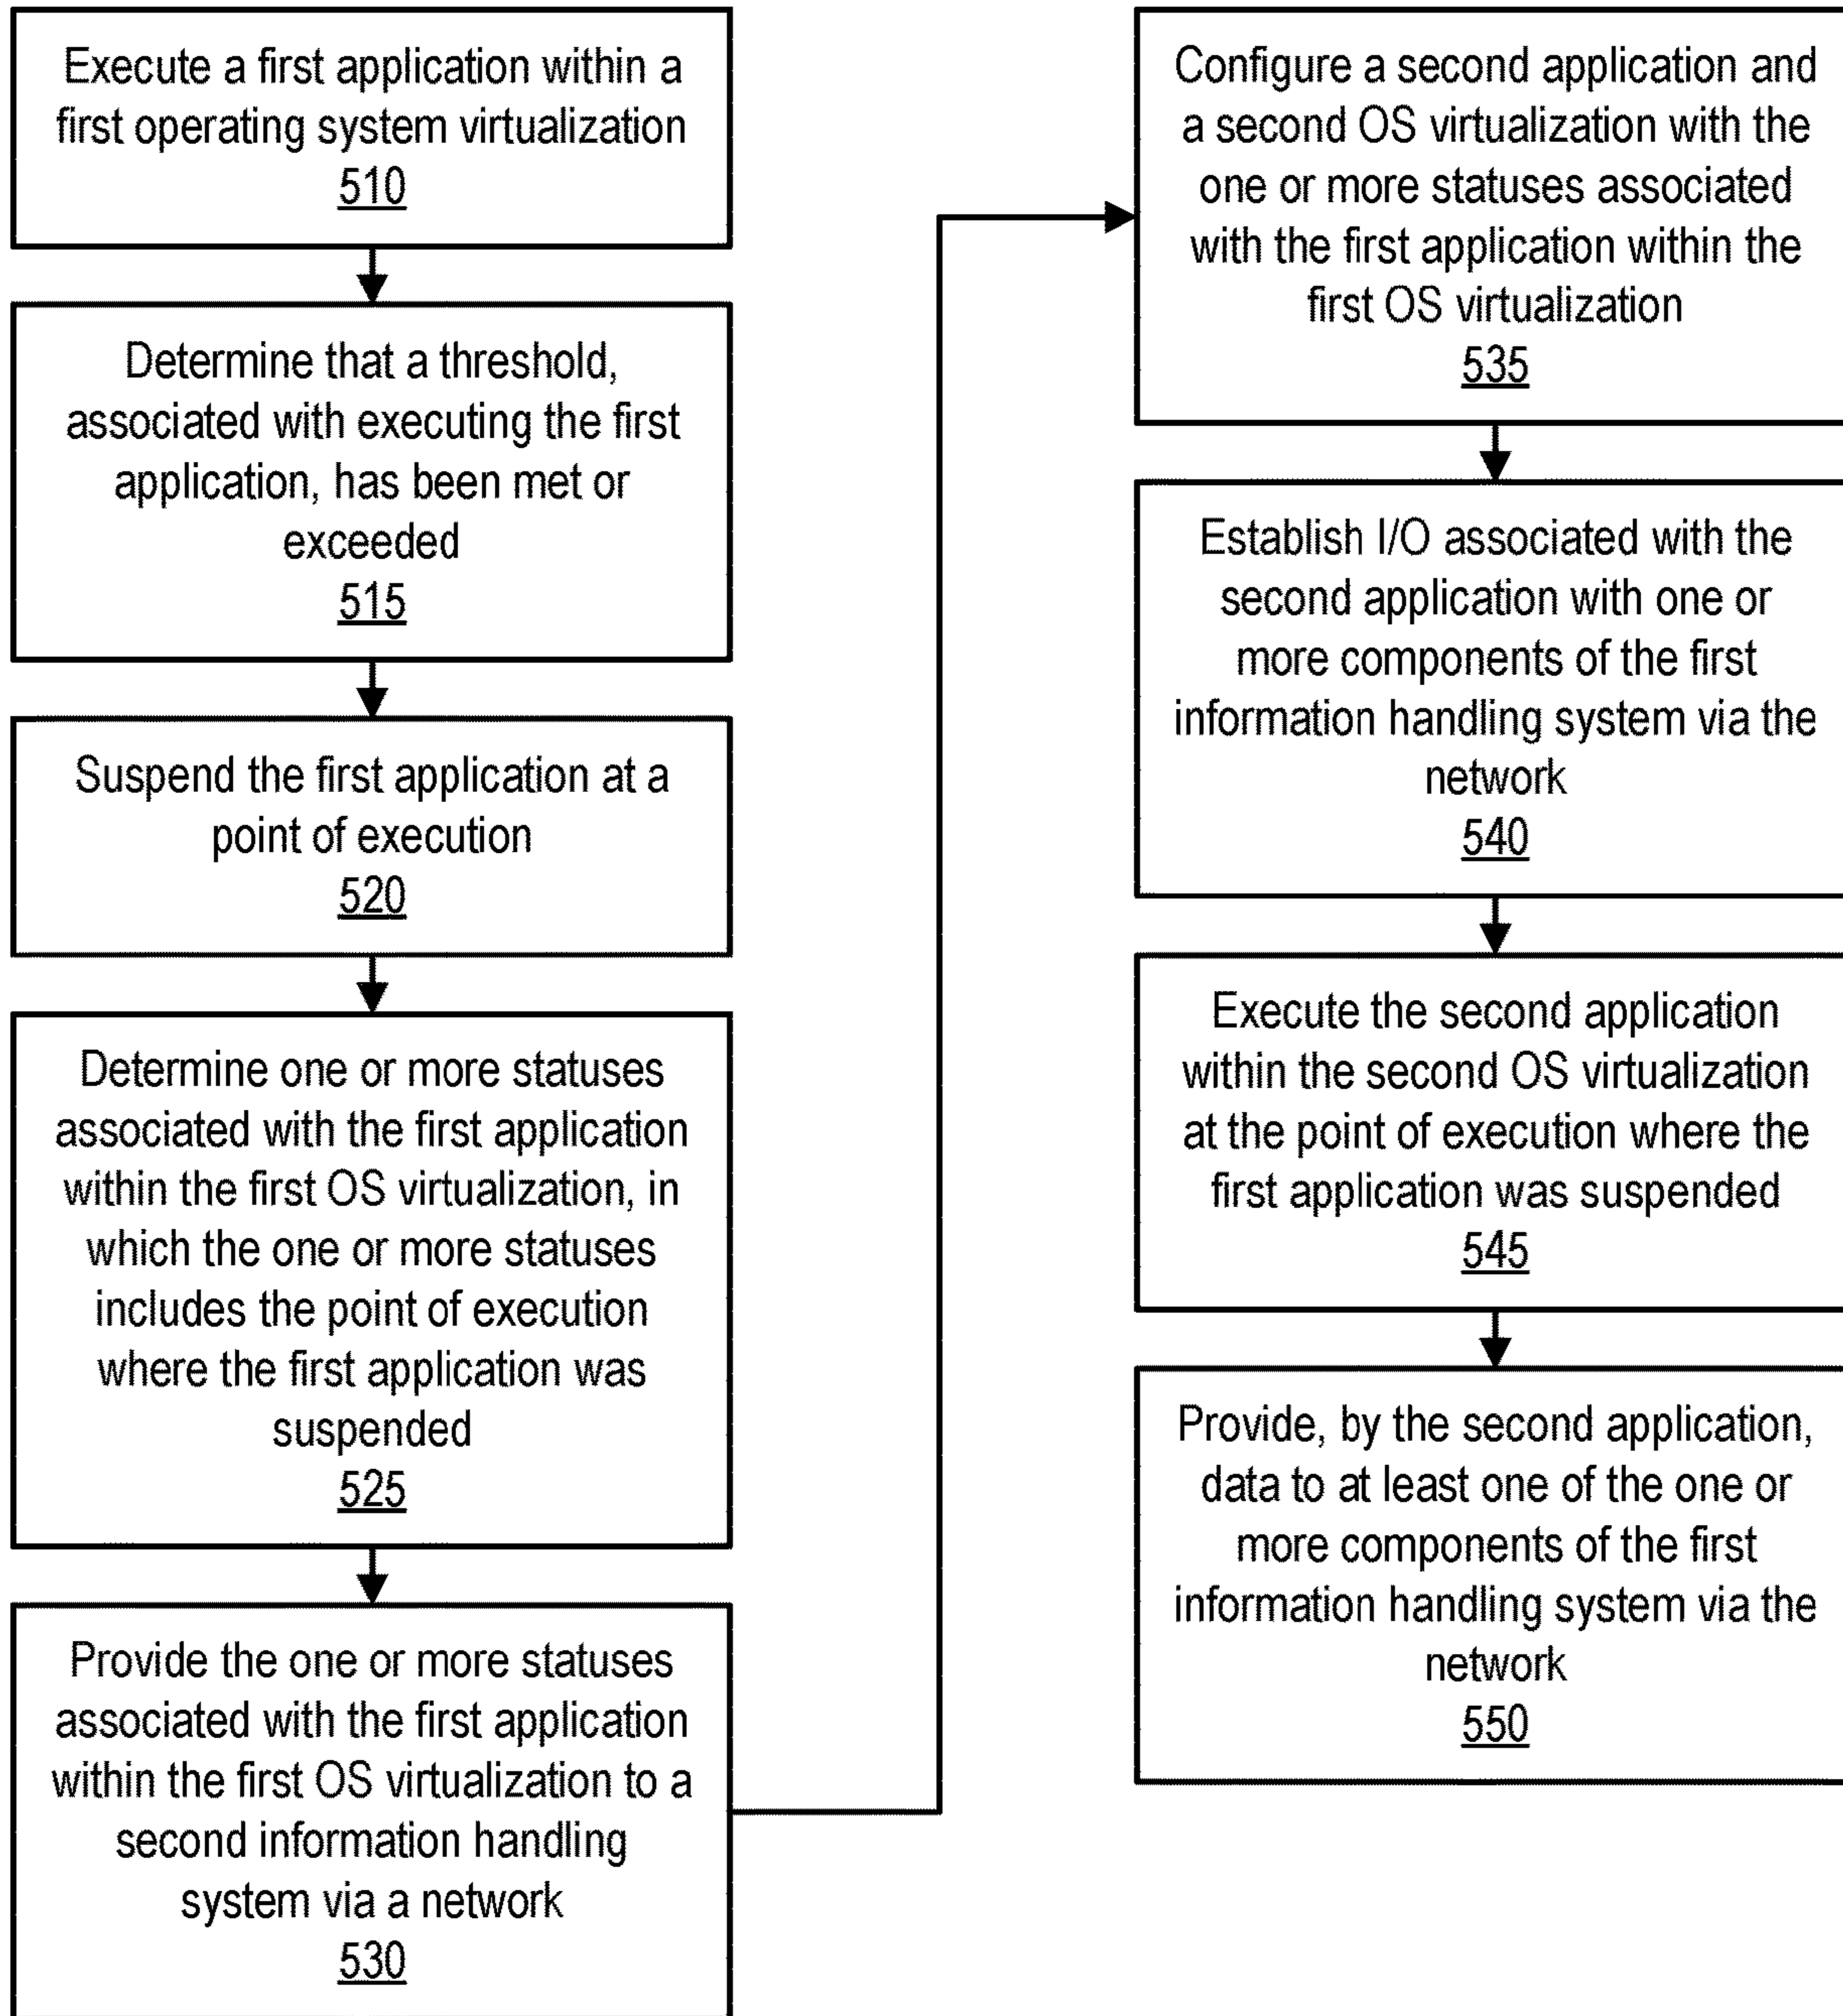 Execute a first application within a
first operating system virtualization
510
Determine that a threshold,
associated with executing the first
application, has been met or
exceeded
515
Suspend the first application at a
point of execution
520
Determine one or more statuses
associated with the first application
within the first OS virtualization, in
which the one or more statuses
includes the point of execution
where the first application was
suspended
525
Provide the one or more statuses
associated with the first application
within the first OS virtualization to a
second information handling
system via a network
530
Configure a second application and
a second OS virtualization with the
one or more statuses associated
with the first application within the
first OS virtualization
535
Establish I/O associated with the
second application with one or
more components of the first
information handling system via the
network
540
Execute the second application
within the second OS virtualization
at the point of execution where the
first application was suspended
545
Provide, by the second application,
data to at least one of the one or
more components of the first
information handling system via the
network
550